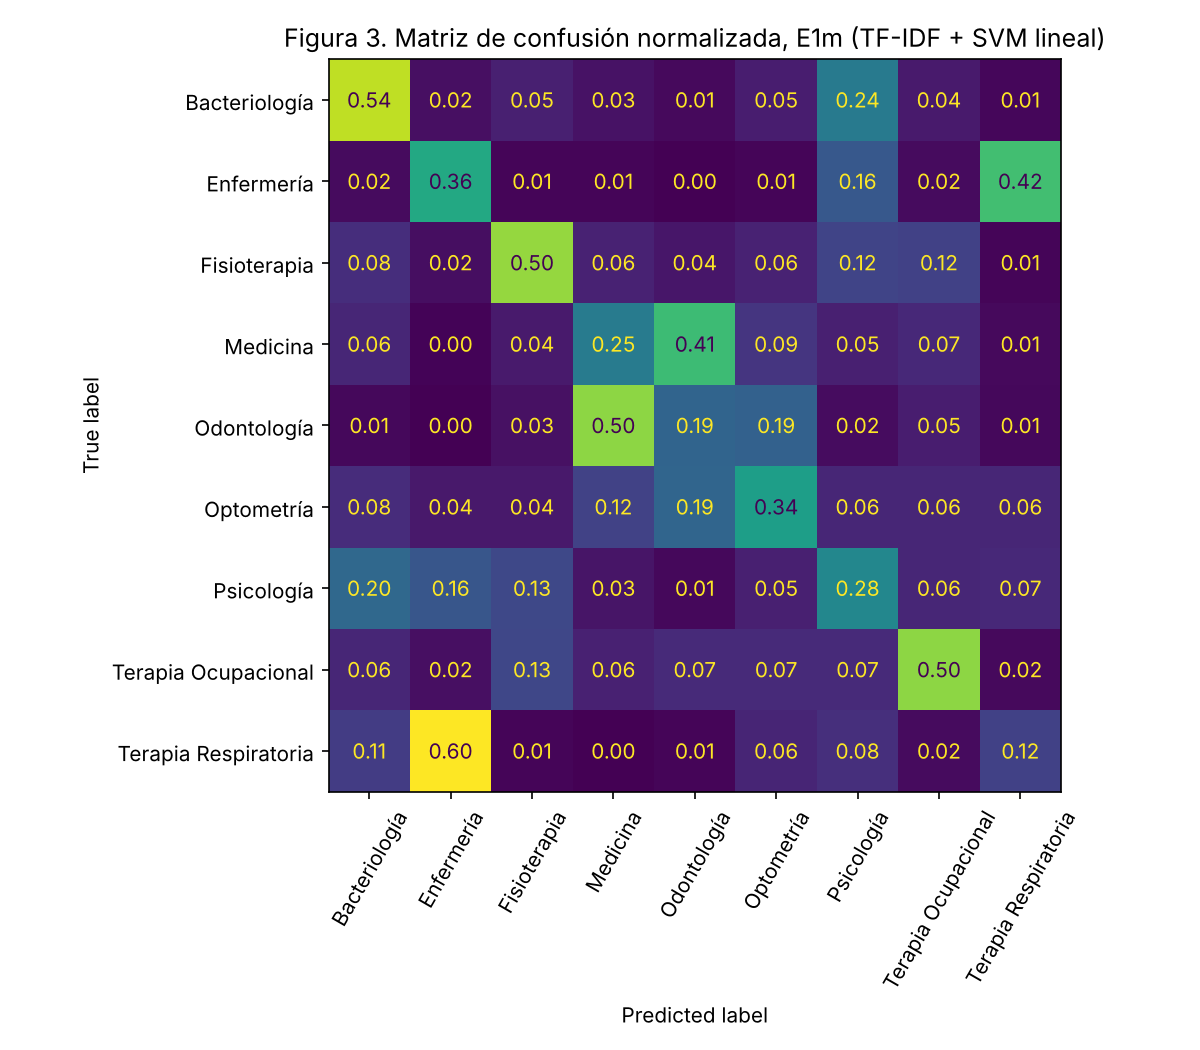 Figura 3. Matriz de confusión normalizada, E1m (TF-IDF + SVM lineal)
True label
Bacteriología 0.54 0.02 0.05 0.03 0.01 0.05 0.24 0.04 0.01
Enfermería 0.02 0.36 0.01 0.01 0.00 0.01 0.16 0.02 0.42
Fisioterapia 0.08 0.02 0.50 0.06 0.04 0.06 0.12 0.12 0.01
Medicina 0.06 0.00 0.04 0.25 0.41 0.09 0.05 0.07 0.01
Odontología 0.01 0.00 0.03 0.50 0.19 0.19 0.02 0.05 0.01
Optometría 0.08 0.04 0.04 0.12 0.19 0.34 0.06 0.06 0.06
Psicología 0.20 0.16 0.13 0.03 0.01 0.05 0.28 0.06 0.07
Terapia Ocupacional 0.06 0.02 0.13 0.06 0.07 0.07 0.07 0.50 0.02
Terapia Respiratoria 0.11 0.60 0.01 0.00 0.01 0.06 0.08 0.02 0.12
Bacteriología
Enfermería
Fisioterapia
Medicina
Odontología
Optometría
Psicología
Terapia Ocupacional
Terapia Respiratoria
Predicted label